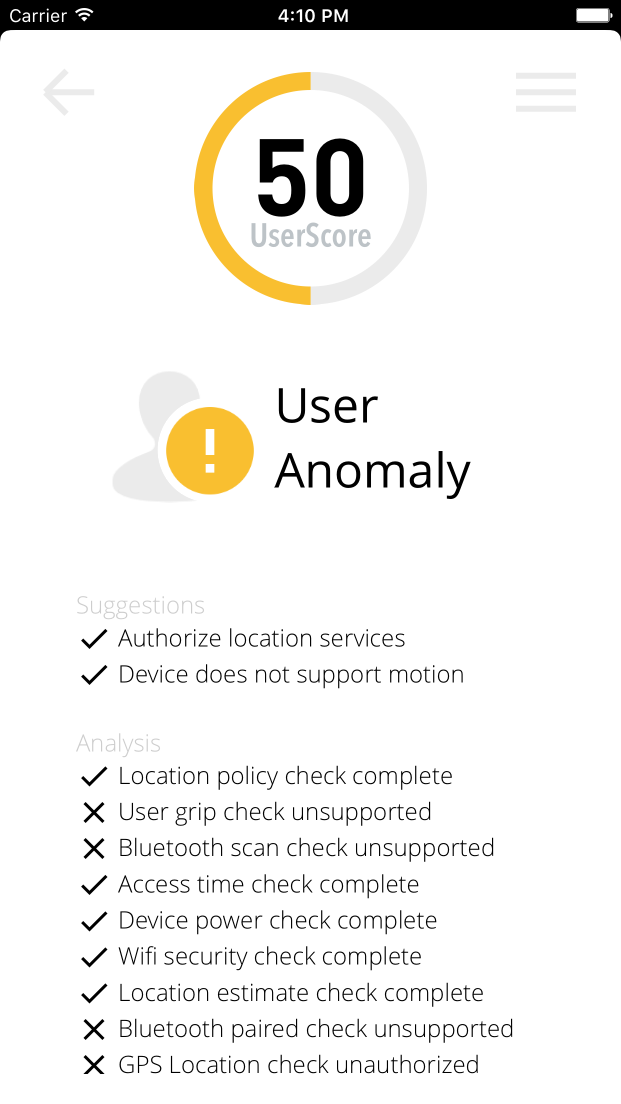 Carrier 4:10 PM
50
UserScore
User
Anomaly
Suggestions
Authorize location services
Device does not support motion
Analysis
Location policy check complete
User grip check unsupported
Bluetooth scan check unsupported
Access time check complete
Device power check complete
Wifi security check complete
Location estimate check complete
Bluetooth paired check unsupported
GPS Location check unauthorized